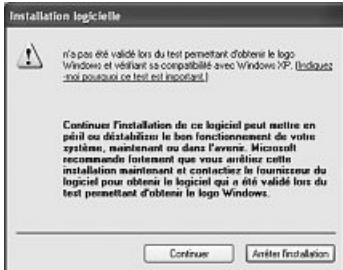 Installation logicielle
n'a pas été validé lors du test permettant d'obtenir le logo
Windows et vérifiant sa compatibilité avec Windows XP. (Indiquez
-moi pourquoi ce test est important.)
Continuer l'installation de ce logiciel peut mettre en
péril ou déstabiliser le bon fonctionnement de votre
système, maintenant ou dans l'avenir. Microsoft
recommande fortement que vous arrêtiez cette
installation maintenant et contactiez le fournisseur du
logiciel pour obtenir le logiciel qui a été validé lors du
test permettant d'obtenir le logo Windows.
Continuer
Arrêter l'installation